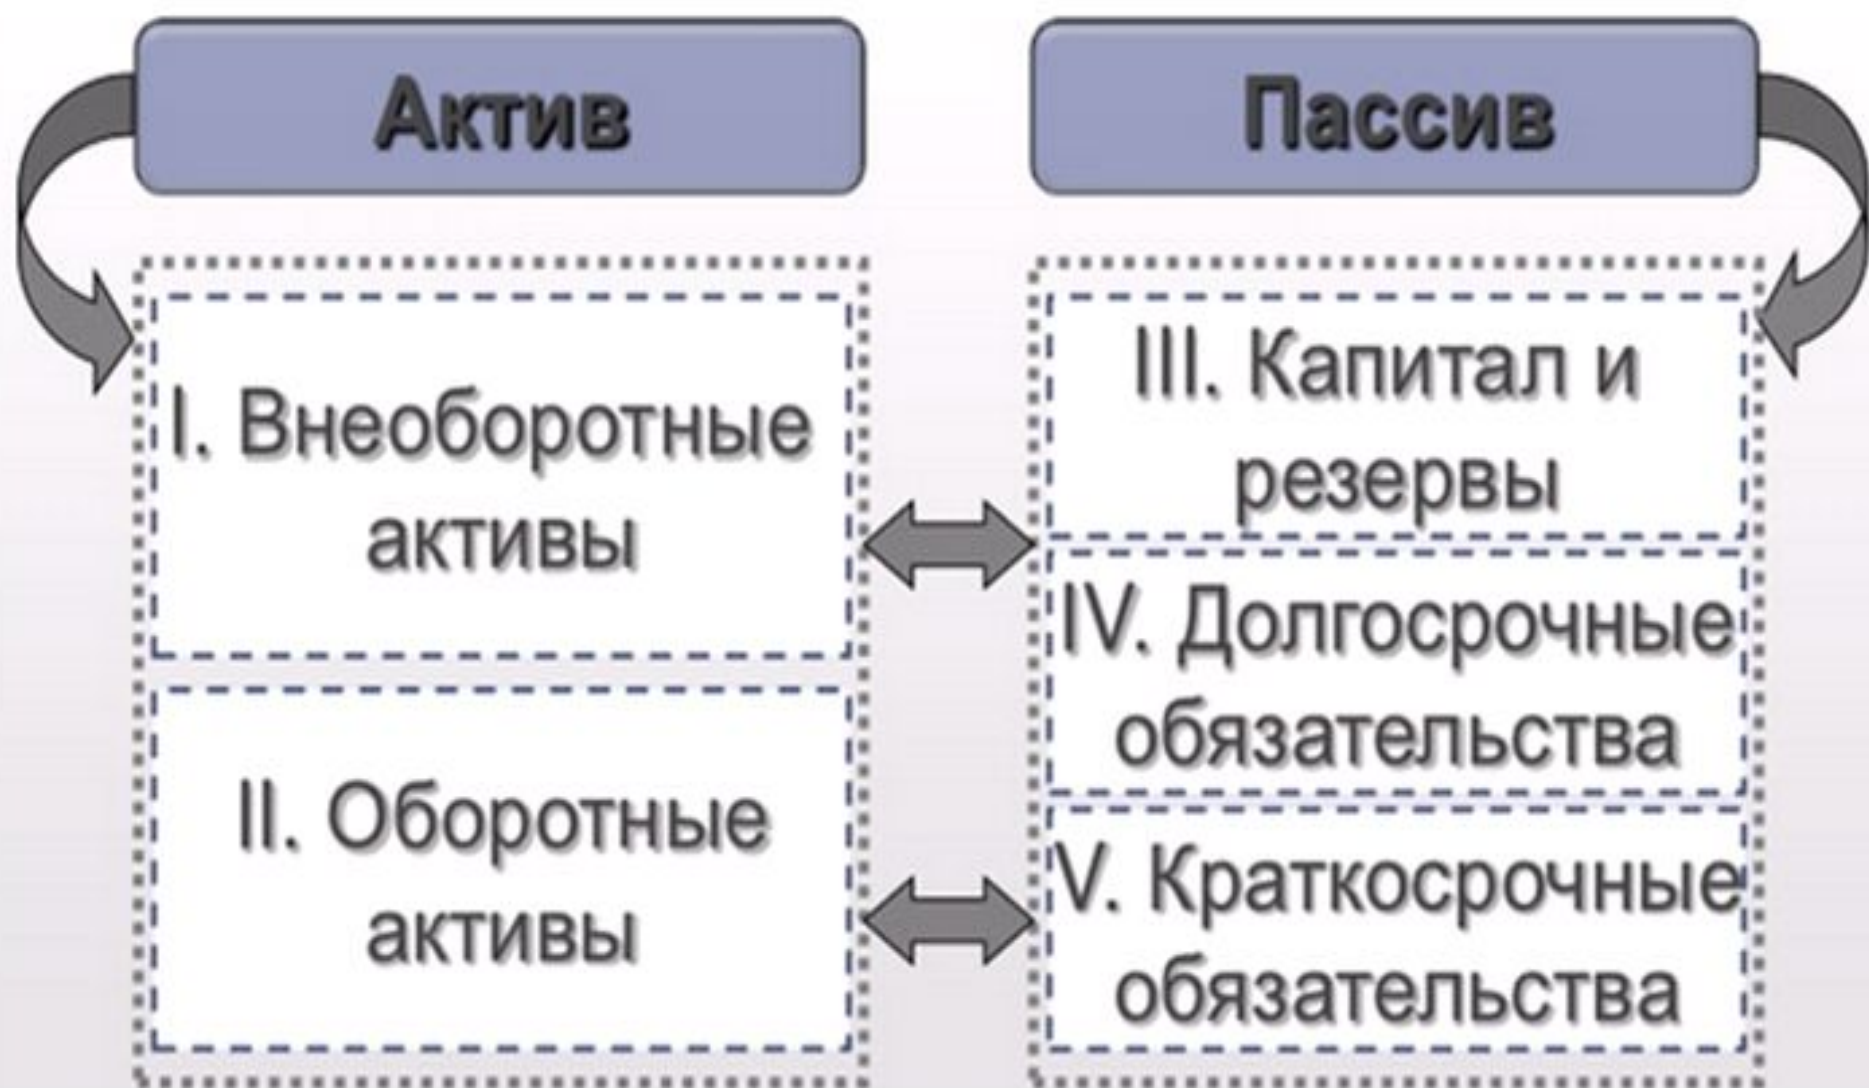 Актив
Пассив
I. Внеоборотные
активы
II. Оборотные
активы
III. Капитал и
резервы
IV. Долгосрочные
обязательства
V. Краткосрочные
обязательства